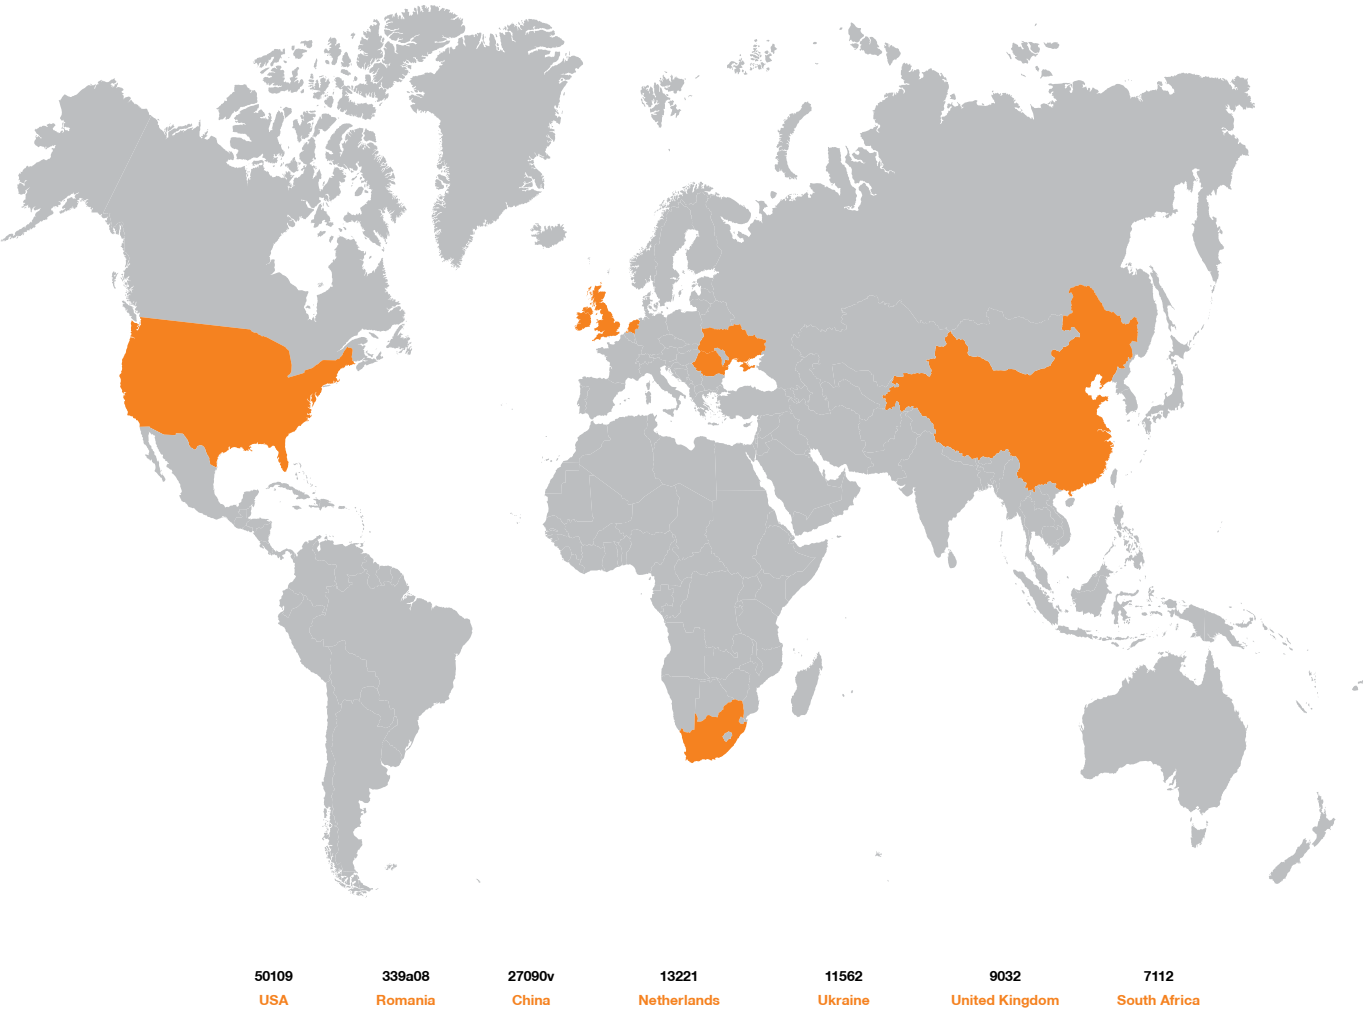 50109 339a08 27090v 13221 11562 9032 7112
USA Romania China Netherlands Ukraine United Kingdom South Africa